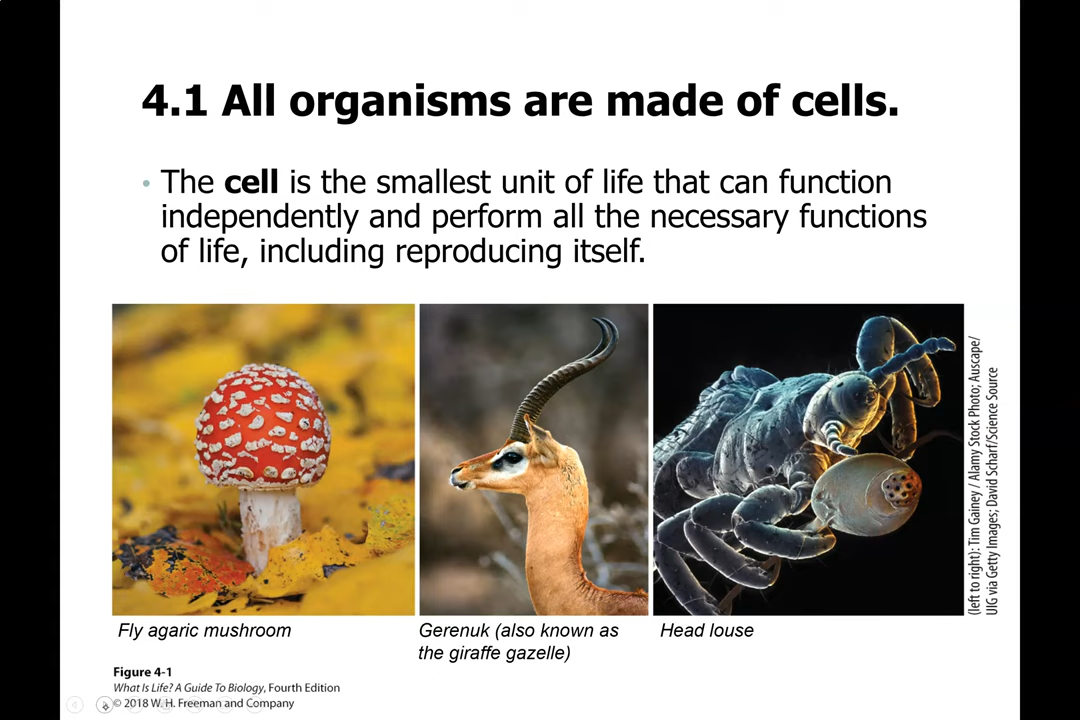 4.1 All organisms are made of cells.
• The cell is the smallest unit of life that can function
independently and perform all the necessary functions
of life, including reproducing itself.
(left to right): Tim Gainey / Alamy Stock Photo; Auscape/
UIG via Getty Images; David Scharf/Science Source
Fly agaric mushroom
Gerenuk (also known as
the giraffe gazelle)
Head louse
Figure 4-1
What Is Life? A Guide To Biology, Fourth Edition
© 2018 W. H. Freeman and Company